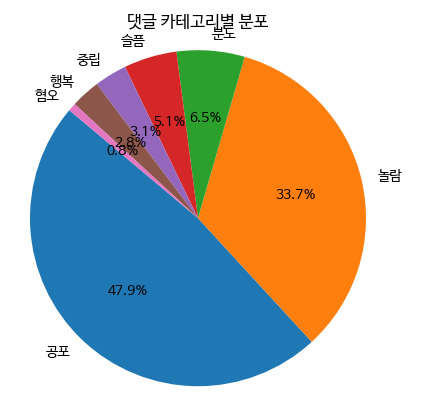 댓글 카테고리별 분포
분노
슬픔
중립
행복
혐오
놀람
공포
6.5%
5.1%
3.1%
2.8%
0.8%
33.7%
47.9%